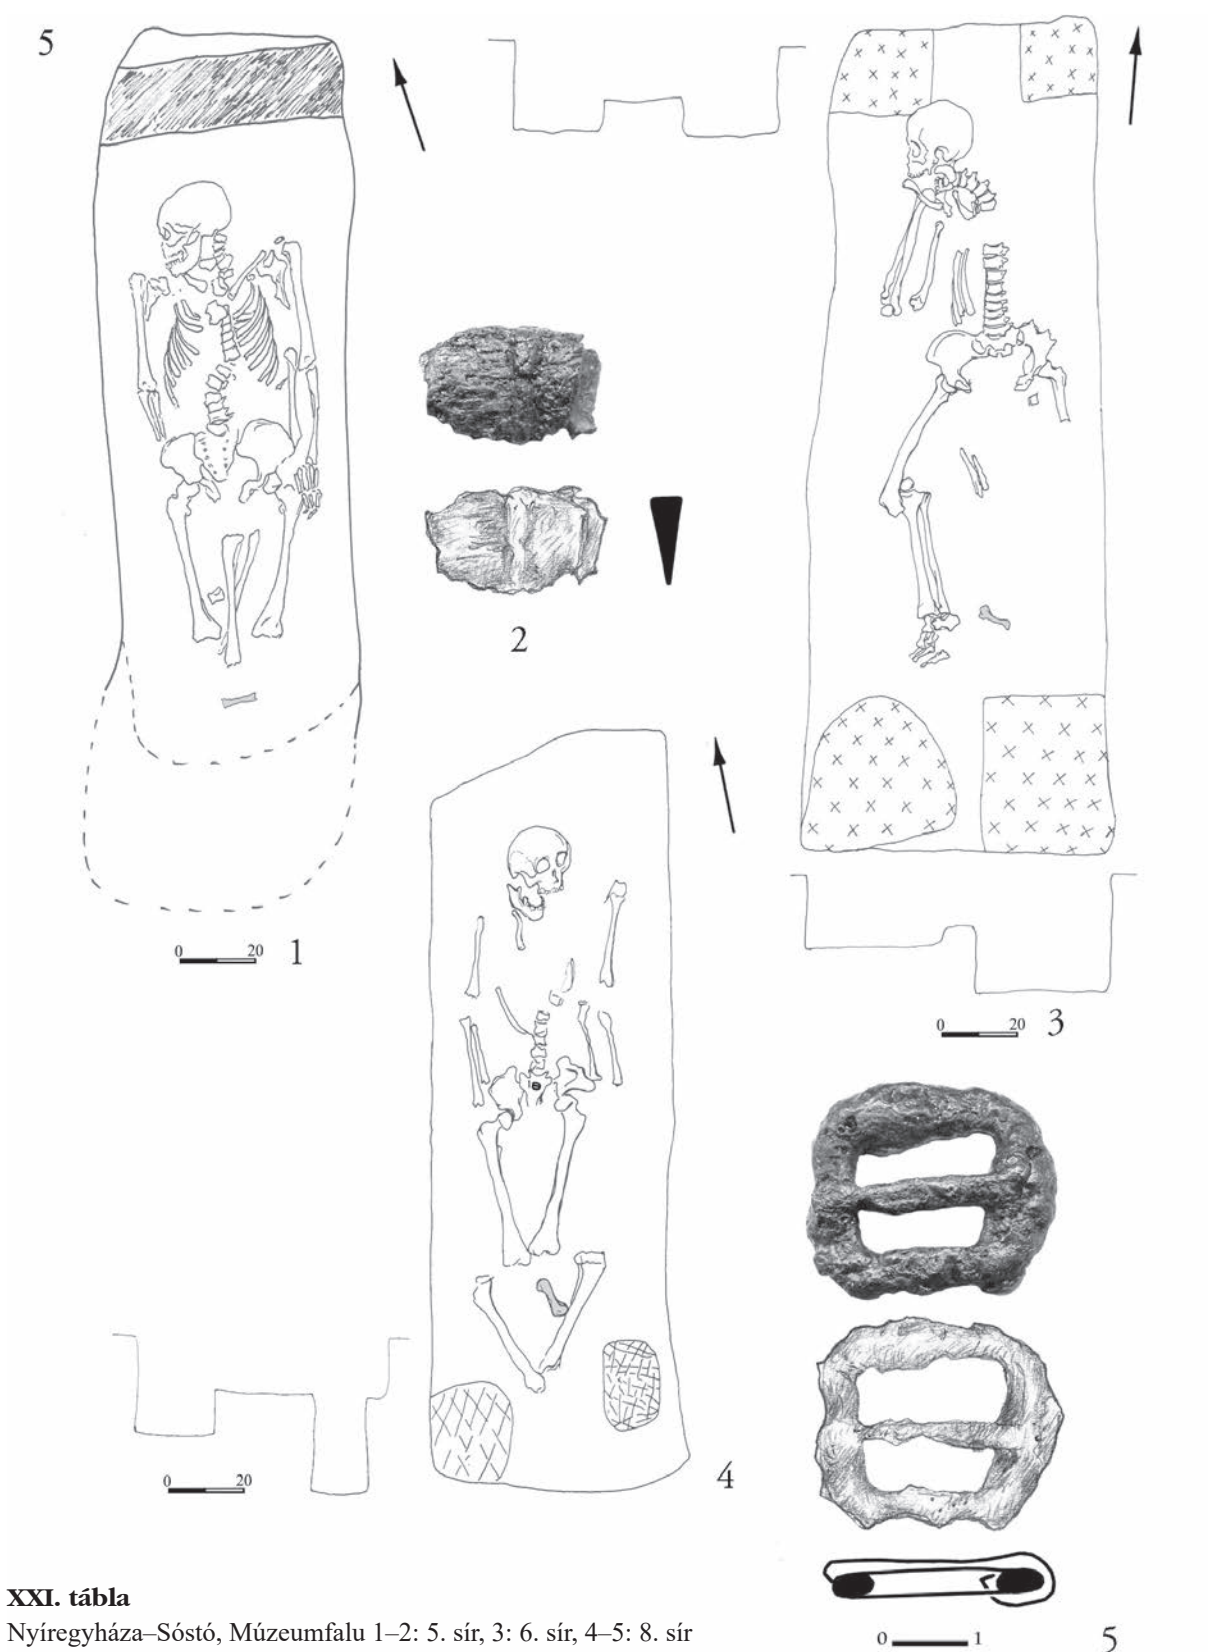 5
2
0 20 1
0 20 3
0 20
4
XXI. tábla
Nyíregyháza–Sóstó, Múzeumfalu 1–2: 5. sír, 3: 6. sír, 4–5: 8. sír
0 1 5